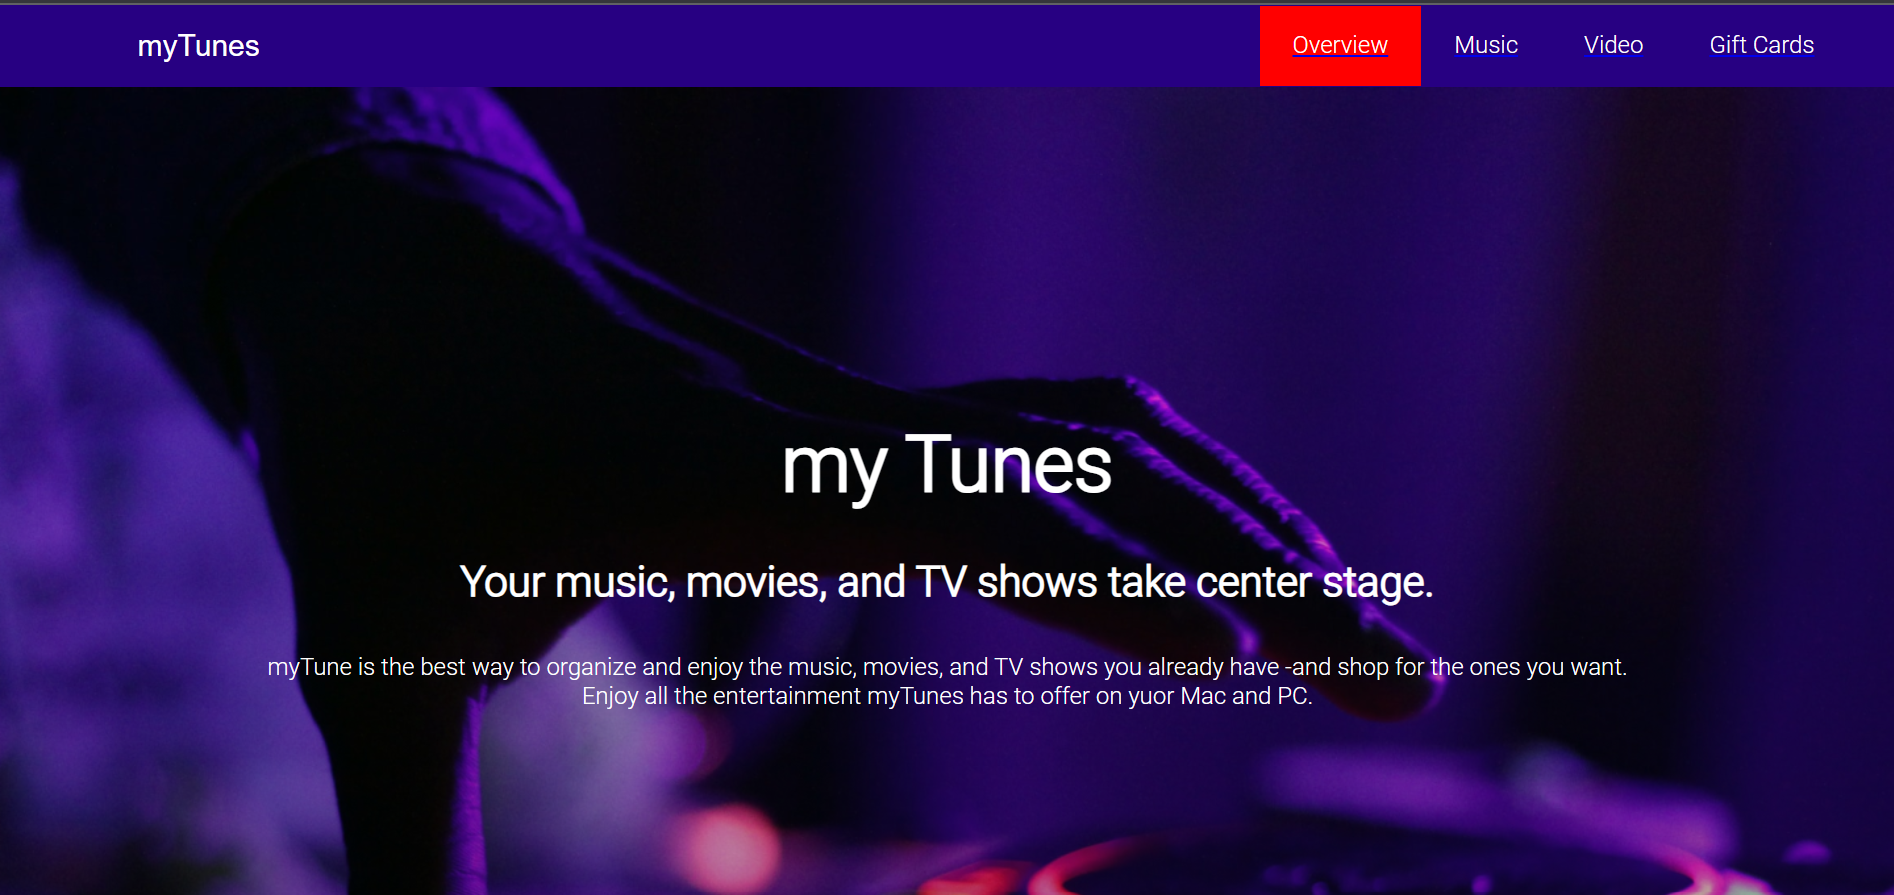 myTunes
Overview Music Video Gift Cards
my Tunes
Your music, movies, and TV shows take center stage.
myTune is the best way to organize and enjoy the music, movies, and TV shows you already have -and shop for the ones you want.
Enjoy all the entertainment myTunes has to offer on yuor Mac and PC.